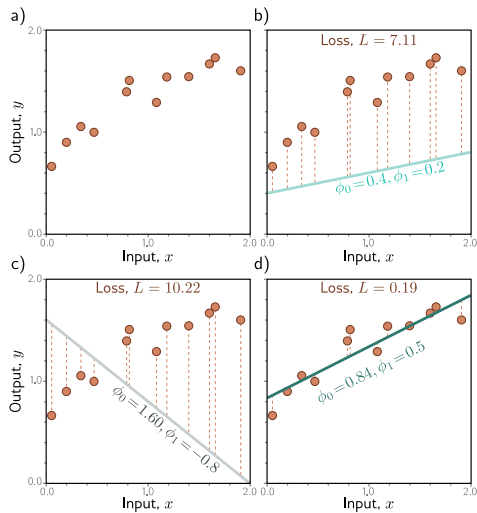 a)
2.0
1.0
0.0
Output, y
0.0
1.0
2.0
Input, x
b)
Loss, L = 7.11
ϕ₀ = 0.4, ϕ₁ = 0.2
0.0
1.0
2.0
Input, x
c)
Loss, L = 10.22
2.0
1.0
0.0
Output, y
ϕ₀ = 1.60, ϕ₁ = −0.8
0.0
1.0
2.0
Input, x
d)
Loss, L = 0.19
ϕ₀ = 0.84, ϕ₁ = 0.5
0.0
1.0
2.0
Input, x